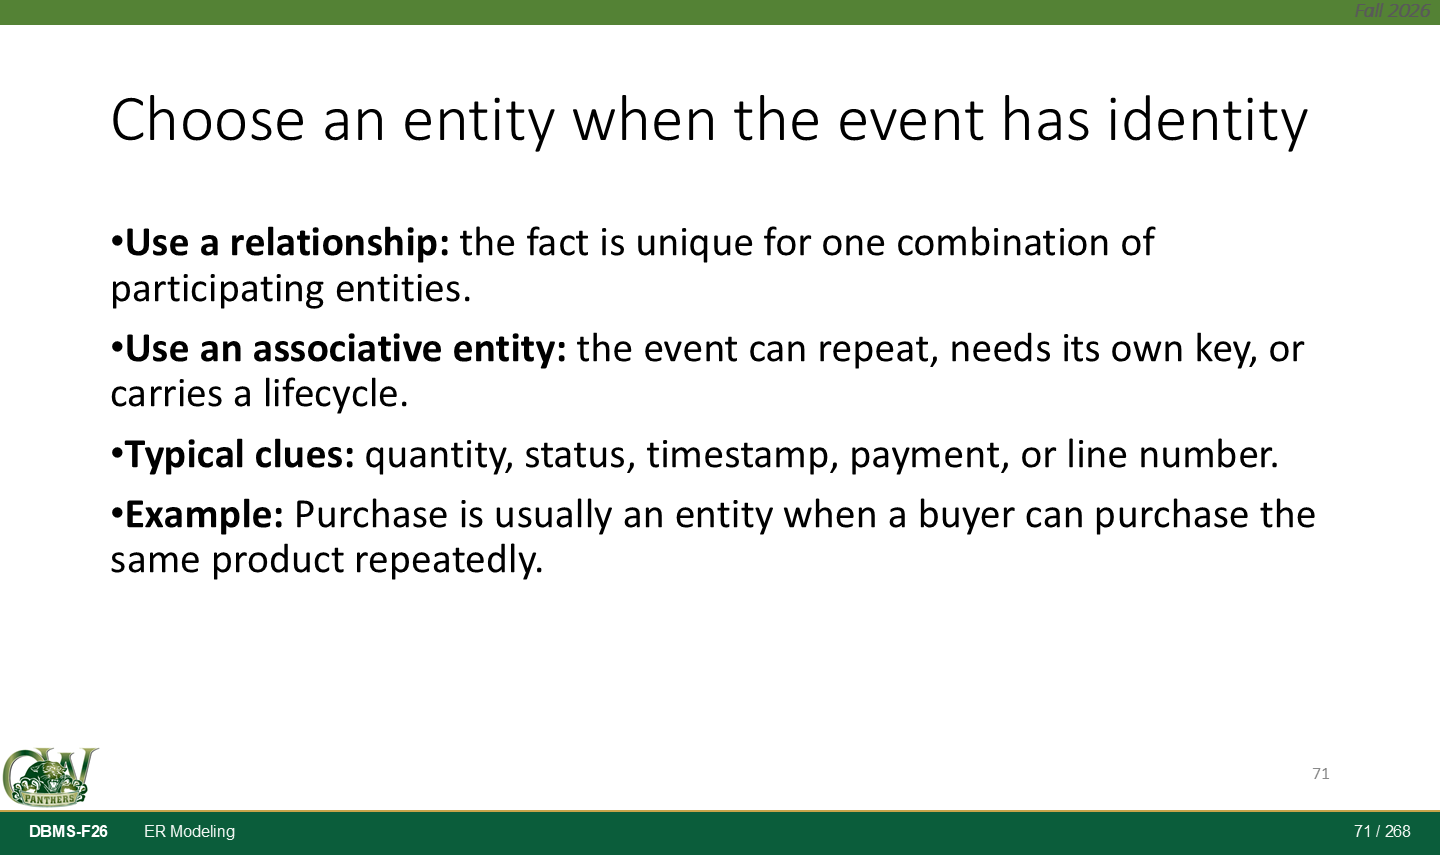 Fall 2026
Choose an entity when the event has identity
•Use a relationship: the fact is unique for one combination of
participating entities.
•Use an associative entity: the event can repeat, needs its own key, or
carries a lifecycle.
•Typical clues: quantity, status, timestamp, payment, or line number.
•Example: Purchase is usually an entity when a buyer can purchase the
same product repeatedly.
OW
PANTHERS
71
DBMS-F26 ER Modeling 71 / 268